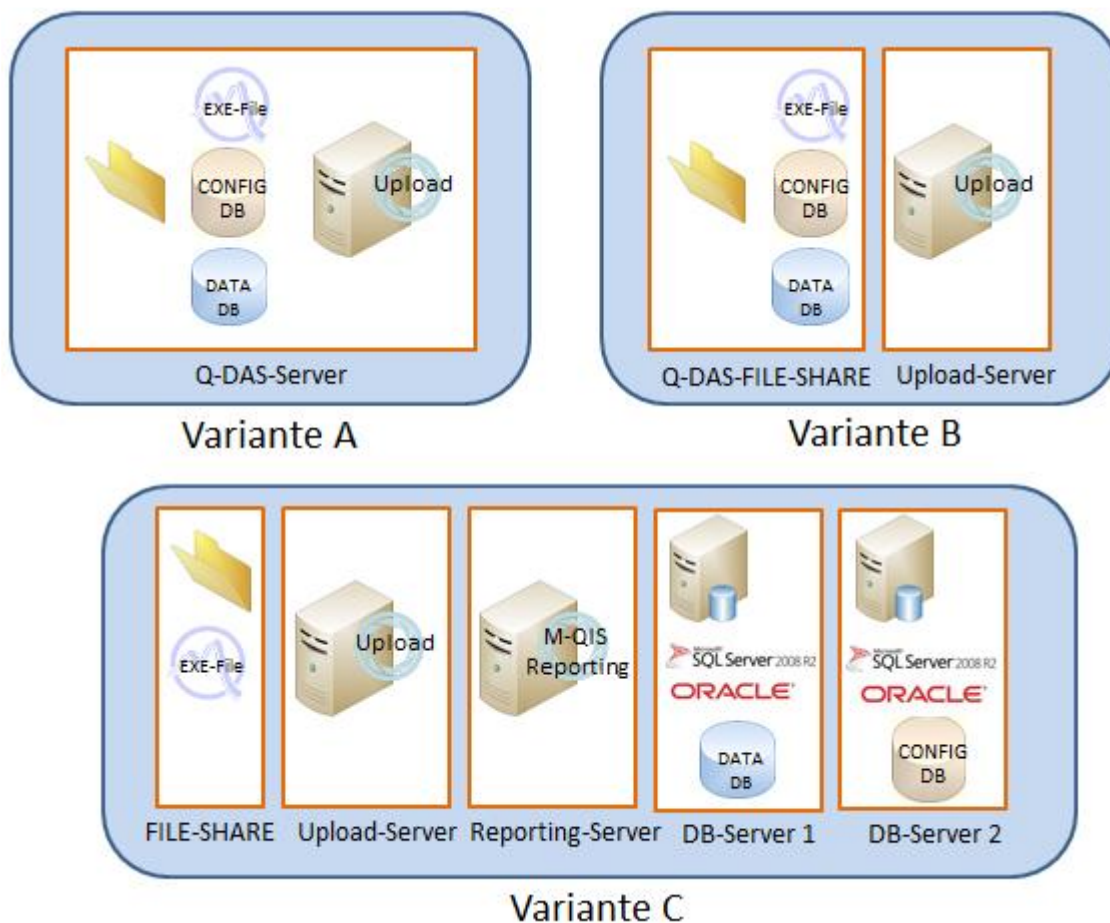 EXE-File
CONFIG
DB
DATA
DB
Upload
Q-DAS-Server
Variante A
EXE-File
CONFIG
DB
DATA
DB
Upload
Q-DAS-FILE-SHARE
Upload-Server
Variante B
EXE-File
FILE-SHARE
Upload
Upload-Server
M-QIS
Reporting
Reporting-Server
Microsoft
SQL Server 2008 R2
ORACLE
DATA
DB
DB-Server 1
Microsoft
SQL Server 2008 R2
ORACLE
CONFIG
DB
DB-Server 2
Variante C